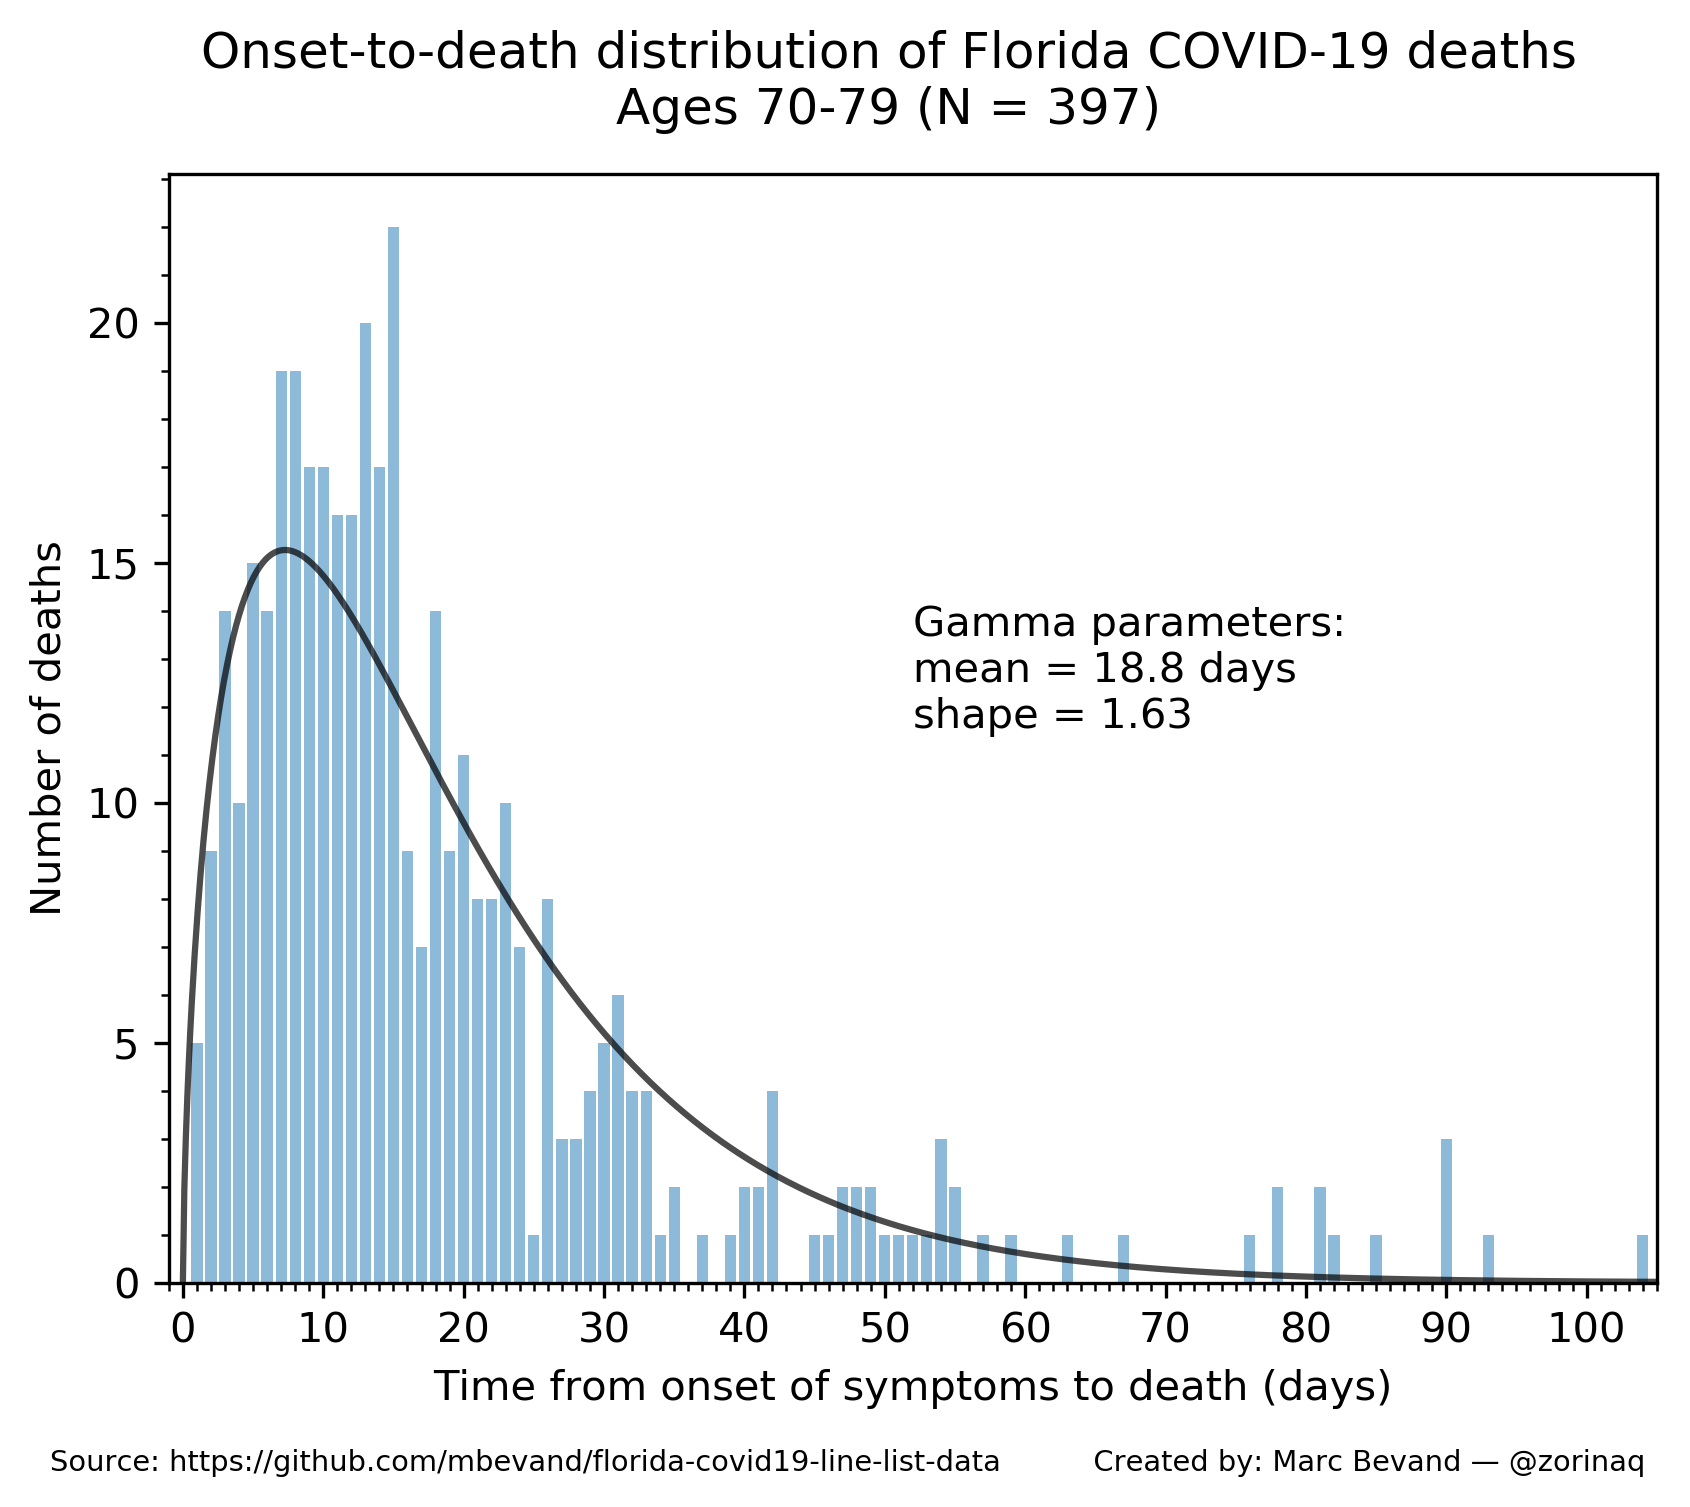 Onset-to-death distribution of Florida COVID-19 deaths
Ages 70-79 (N = 397)
Number of deaths
20
15
10
5
0
Gamma parameters:
mean = 18.8 days
shape = 1.63
0 10 20 30 40 50 60 70 80 90 100
Time from onset of symptoms to death (days)
Source: https://github.com/mbevand/florida-covid19-line-list-data Created by: Marc Bevand — @zorinaq